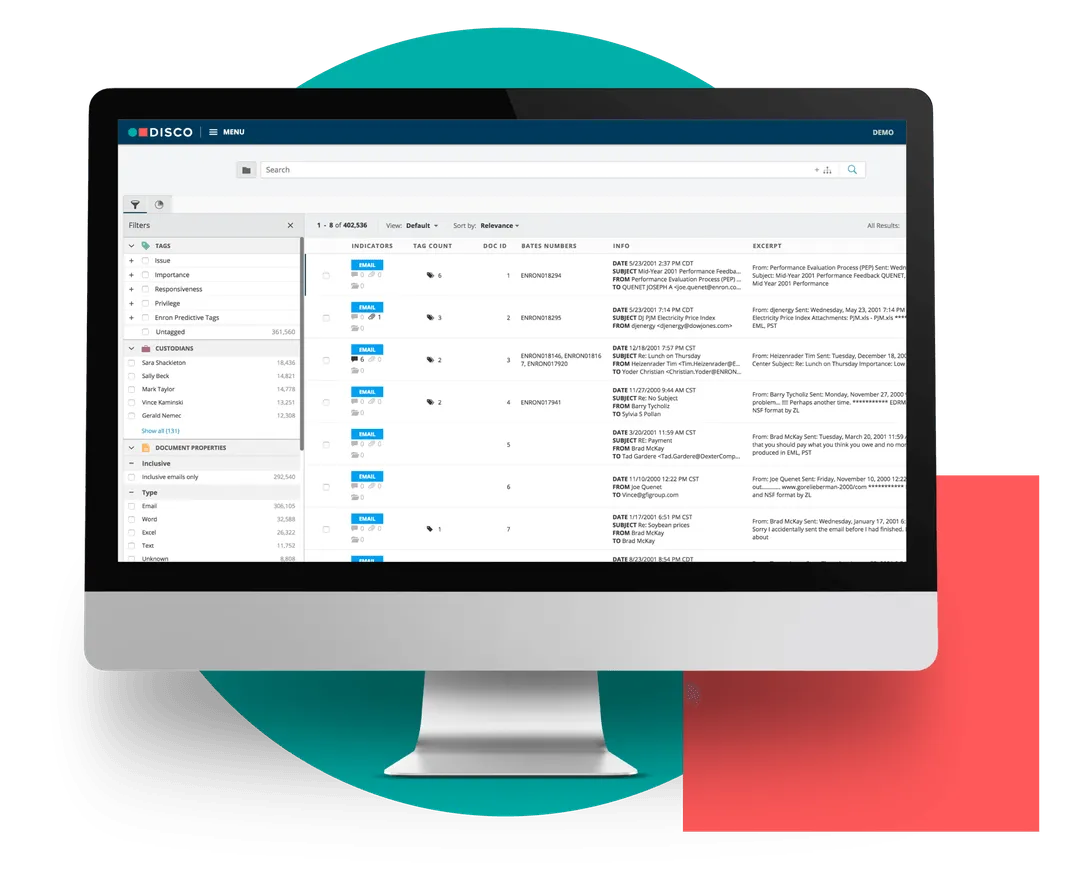 DISCO MENU DEMO
Search
Filters
1 - 8 of 402,536 View: Default Sort by: Relevance All Results:
TAGS
Issue
Importance
Responsiveness
Privilege
Enron Predictive Tags
Untagged 361,560
CUSTODIANS
Sara Shackleton 18,436
Sally Beck 14,821
Mark Taylor 14,778
Vince Kaminski 13,251
Gerald Nemec 12,308
Show all (131)
DOCUMENT PROPERTIES
Inclusive
Inclusive emails only 292,540
Type
Email 306,105
Word 32,588
Excel 26,322
Text 11,752
Unknown
INDICATORS TAG COUNT DOC ID BATES NUMBERS INFO EXCERPT
EMAIL
0 0
0
6
1
ENRON018294
DATE 5/23/2001 2:37 PM CDT
SUBJECT Mid-Year 2001 Performance Feedba...
FROM Performance Evaluation Process (PEP) ...
TO QUENET JOSEPH A <joe.quenet@enron.co...
From: Performance Evaluation Process (PEP) Sent: Wedn
Subject: Mid-Year 2001 Performance Feedback QUENET,
Mid Year 2001 Performance
EMAIL
0 1
0
3
2
ENRON018295
DATE 5/23/2001 7:14 PM CDT
SUBJECT DJ PJM Electricity Price Index
FROM djenergy <djenergy@dowjones.com>
From: djenergy Sent: Wednesday, May 23, 2001 7:14 PM
Electricity Price Index Attachments: PJM.xls - PJM.xls ****
EML, PST
EMAIL
6 0
0
2
3
ENRON018146, ENRON01816
7, ENRON017920
DATE 12/18/2001 7:57 PM CST
SUBJECT Re: Lunch on Thursday
FROM Heizenrader Tim <Tim.Heizenrader@E...
TO Yoder Christian <Christian.Yoder@ENRON...
From: Heizenrader Tim Sent: Tuesday, December 18, 200
Center Subject: Re: Lunch on Thursday Importance: Low
EMAIL
0 0
0
2
4
ENRON017941
DATE 11/27/2000 9:44 AM CST
SUBJECT Re: No Subject
FROM Barry Tycholiz
TO Sylvia S Pollan
From: Barry Tycholiz Sent: Monday, November 27, 2000
problem... !!!! Perhaps another time. *********** EDRM
NSF format by ZL
EMAIL
0 0
0
5
DATE 3/20/2001 11:59 AM CST
SUBJECT RE: Payment
FROM Brad McKay
TO Tad Gardere <Tad.Gardere@DexterComp...
From: Brad McKay Sent: Tuesday, March 20, 2001 11:59
that you should pay what you think you owe and no mor
produced in EML, PST
EMAIL
0 0
0
6
DATE 11/10/2000 12:22 PM CST
FROM Joe Quenet
TO Vince@gfigroup.com
From: Joe Quenet Sent: Friday, November 10, 2000 12:22
out........... www.gorelieberman-2000/com ***********
and NSF format by ZL
EMAIL
0 0
0
1
7
DATE 1/17/2001 6:51 PM CST
SUBJECT Re: Soybean prices
FROM Brad McKay
TO Brad McKay
From: Brad McKay Sent: Wednesday, January 17, 2001 6:
Sorry I accidentally sent the email before I had finished.
about
EMAIL
DATE 8/23/2001 8:54 PM CDT